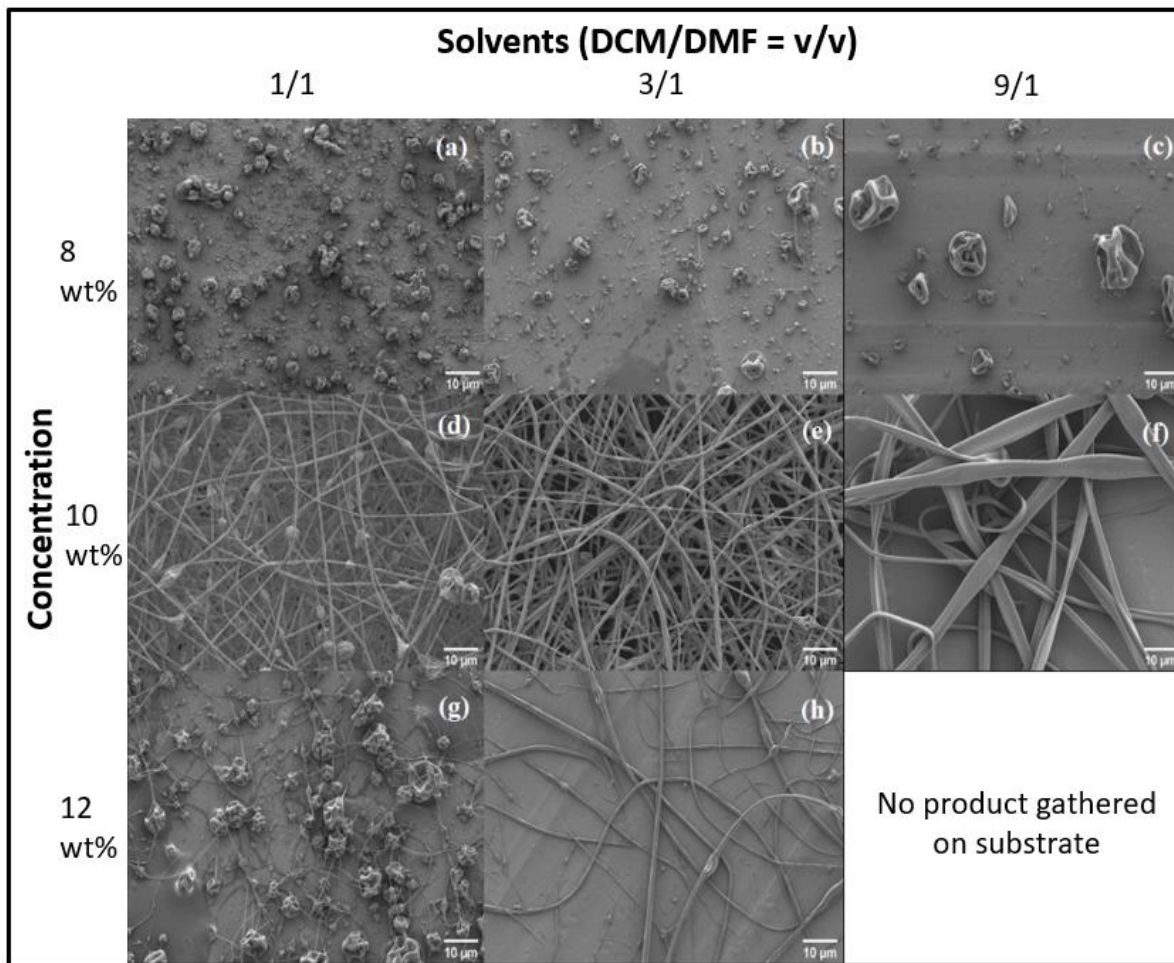 Solvents (DCM/DMF = v/v)
1/1
3/1
9/1
Concentration
8
wt%
(a)
10 µm
(b)
10 µm
(c)
10 µm
10
wt%
(d)
10 µm
(e)
10 µm
(f)
10 µm
12
wt%
(g)
10 µm
(h)
10 µm
No product gathered
on substrate